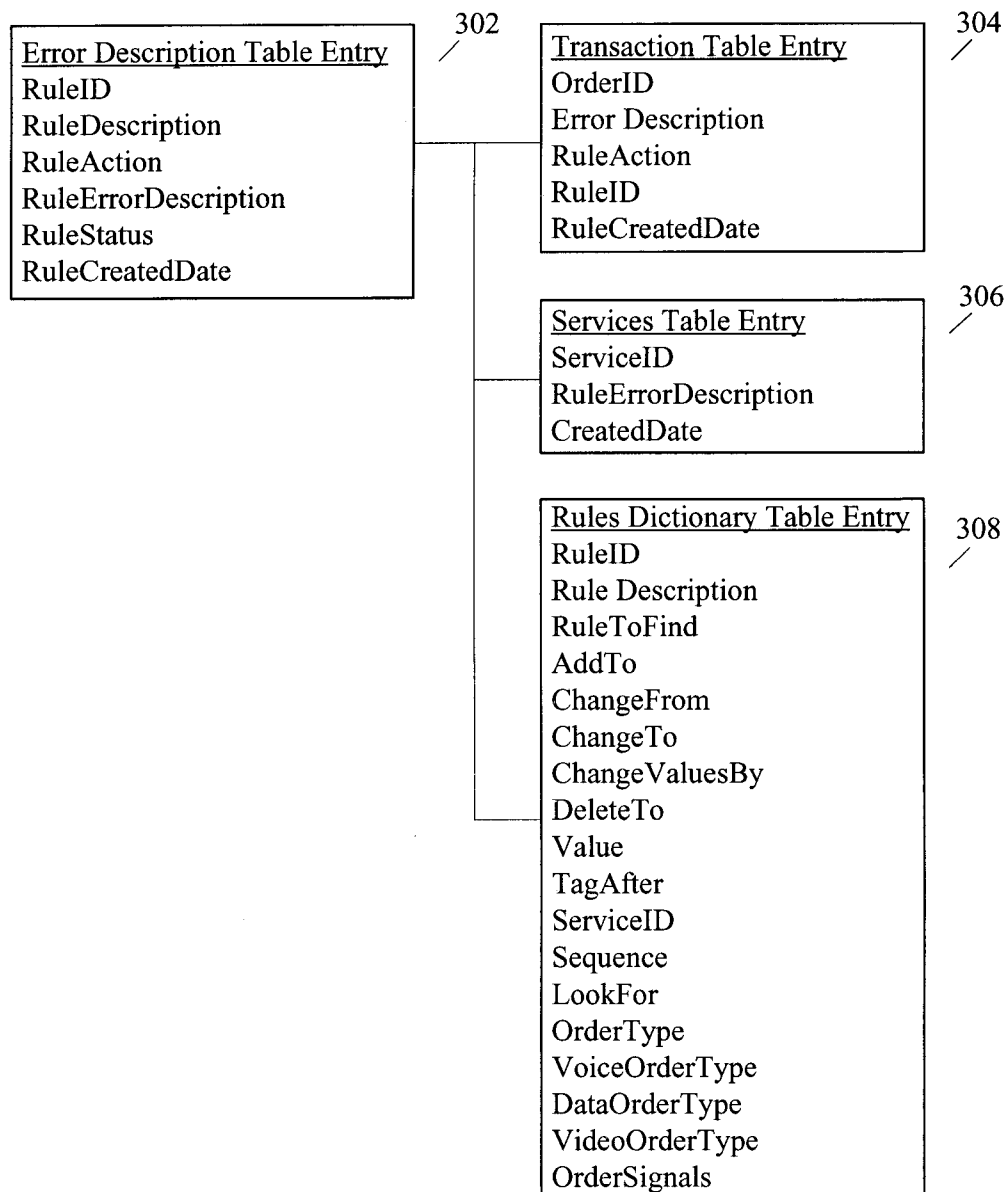 302
Error Description Table Entry
RuleID
RuleDescription
RuleAction
RuleErrorDescription
RuleStatus
RuleCreatedDate
304
Transaction Table Entry
OrderID
Error Description
RuleAction
RuleID
RuleCreatedDate
306
Services Table Entry
ServiceID
RuleErrorDescription
CreatedDate
308
Rules Dictionary Table Entry
RuleID
Rule Description
RuleToFind
AddTo
ChangeFrom
ChangeTo
ChangeValuesBy
DeleteTo
Value
TagAfter
ServiceID
Sequence
LookFor
OrderType
VoiceOrderType
DataOrderType
VideoOrderType
OrderSignals